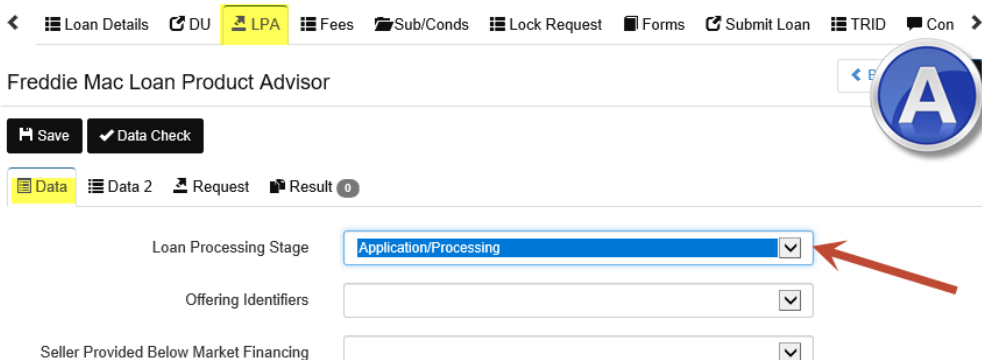 Loan Details DU LPA Fees Sub/Conds Lock Request Forms Submit Loan TRID Con
Freddie Mac Loan Product Advisor
A
Save Data Check
Data Data 2 Request Result 0
Loan Processing Stage Application/Processing
Offering Identifiers
Seller Provided Below Market Financing